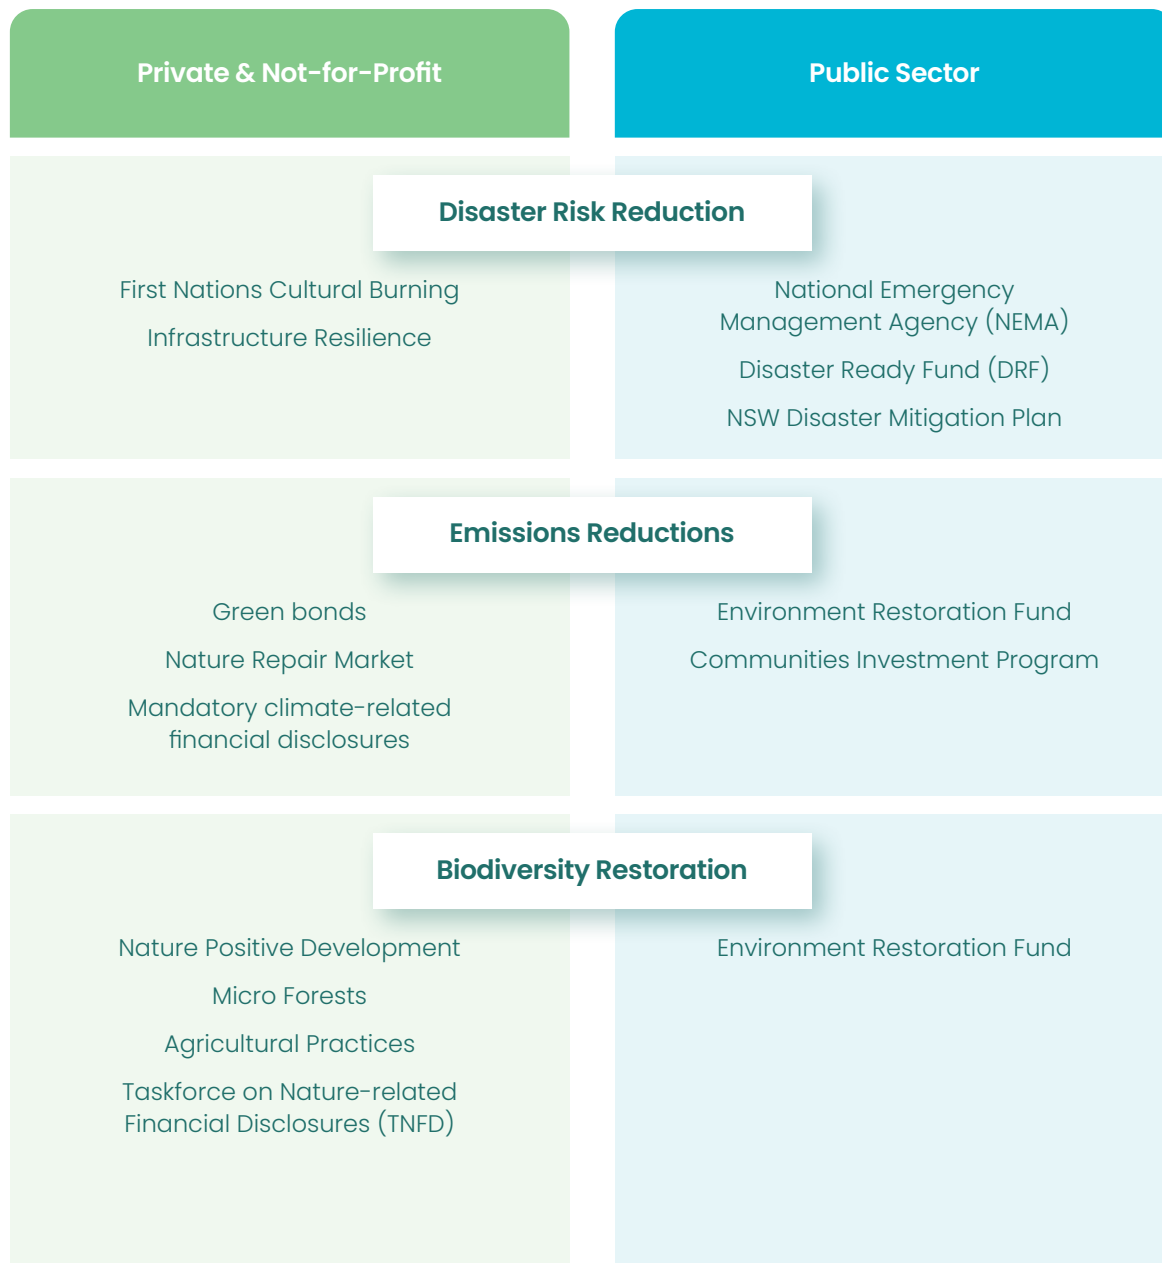 Private & Not-for-Profit
Public Sector
Disaster Risk Reduction
First Nations Cultural Burning
Infrastructure Resilience
National Emergency
Management Agency (NEMA)
Disaster Ready Fund (DRF)
NSW Disaster Mitigation Plan
Emissions Reductions
Green bonds
Nature Repair Market
Mandatory climate-related
financial disclosures
Environment Restoration Fund
Communities Investment Program
Biodiversity Restoration
Nature Positive Development
Micro Forests
Agricultural Practices
Taskforce on Nature-related
Financial Disclosures (TNFD)
Environment Restoration Fund